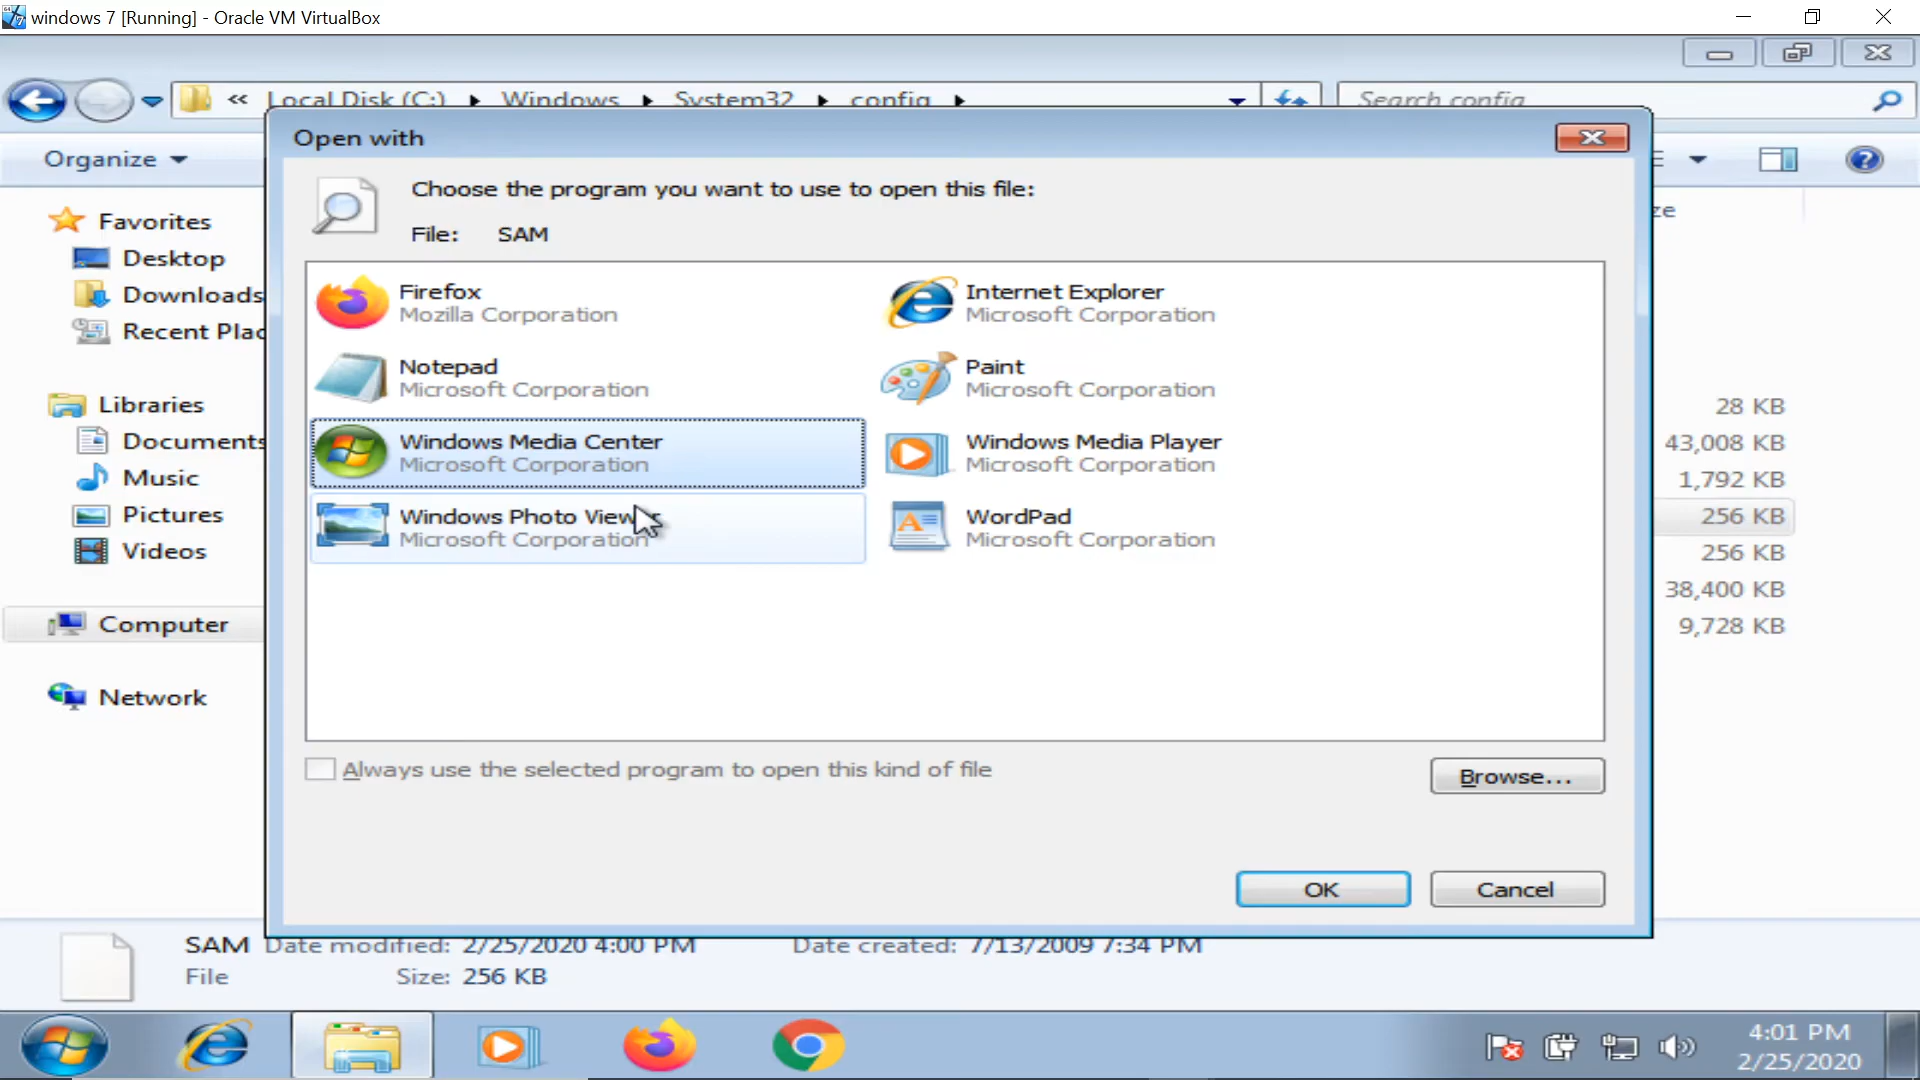 windows 7 [Running] - Oracle VM VirtualBox
« Local Disk (C:) Windows System32 config
Search config
Organize
Open with
Choose the program you want to use to open this file:
File: SAM
Firefox
Mozilla Corporation
Internet Explorer
Microsoft Corporation
Notepad
Microsoft Corporation
Paint
Microsoft Corporation
Windows Media Center
Microsoft Corporation
Windows Media Player
Microsoft Corporation
Windows Photo Viewer
Microsoft Corporation
WordPad
Microsoft Corporation
Always use the selected program to open this kind of file
Browse...
OK
Cancel
Favorites
Desktop
Downloads
Recent Plac
Libraries
Documents
Music
Pictures
Videos
Computer
Network
ze
28 KB
43,008 KB
1,792 KB
256 KB
256 KB
38,400 KB
9,728 KB
SAM Date modified: 2/25/2020 4:00 PM Date created: 7/13/2009 7:34 PM
File Size: 256 KB
4:01 PM
2/25/2020